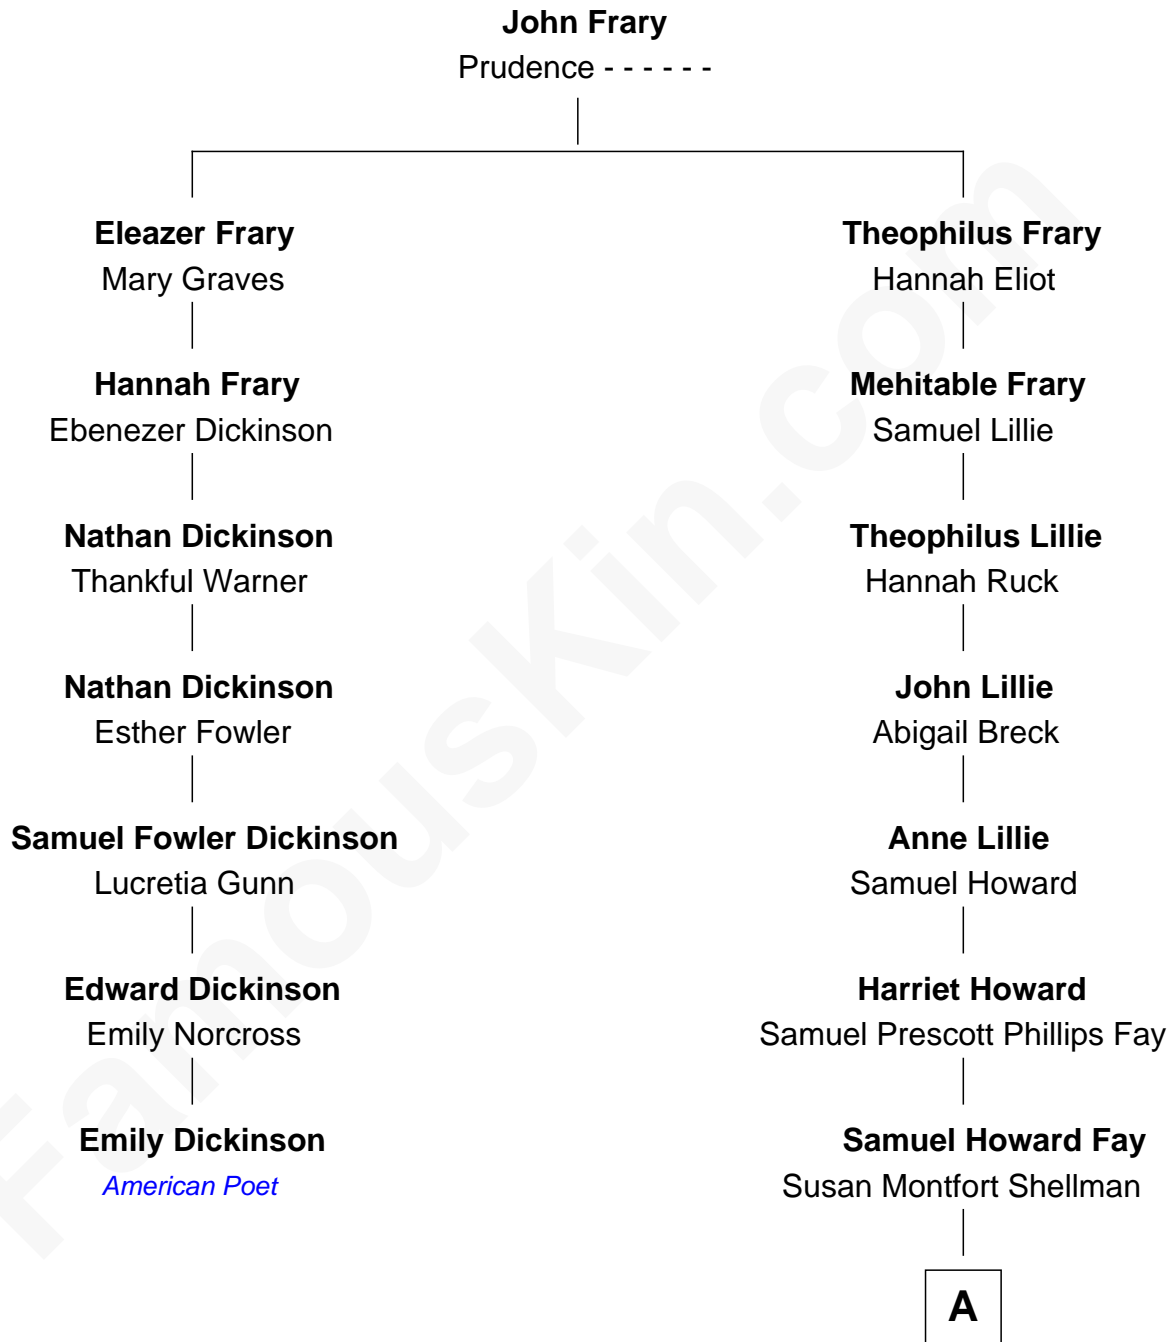 John Frary
Prudence - - - - - -
Eleazer Frary
Mary Graves
Theophilus Frary
Hannah Eliot
Hannah Frary
Ebenezer Dickinson
Mehitable Frary
Samuel Lillie
Nathan Dickinson
Thankful Warner
Theophilus Lillie
Hannah Ruck
Nathan Dickinson
Esther Fowler
John Lillie
Abigail Breck
Samuel Fowler Dickinson
Lucretia Gunn
Anne Lillie
Samuel Howard
Edward Dickinson
Emily Norcross
Harriet Howard
Samuel Prescott Phillips Fay
Emily Dickinson
American Poet
Samuel Howard Fay
Susan Montfort Shellman
A
FamousKin.com